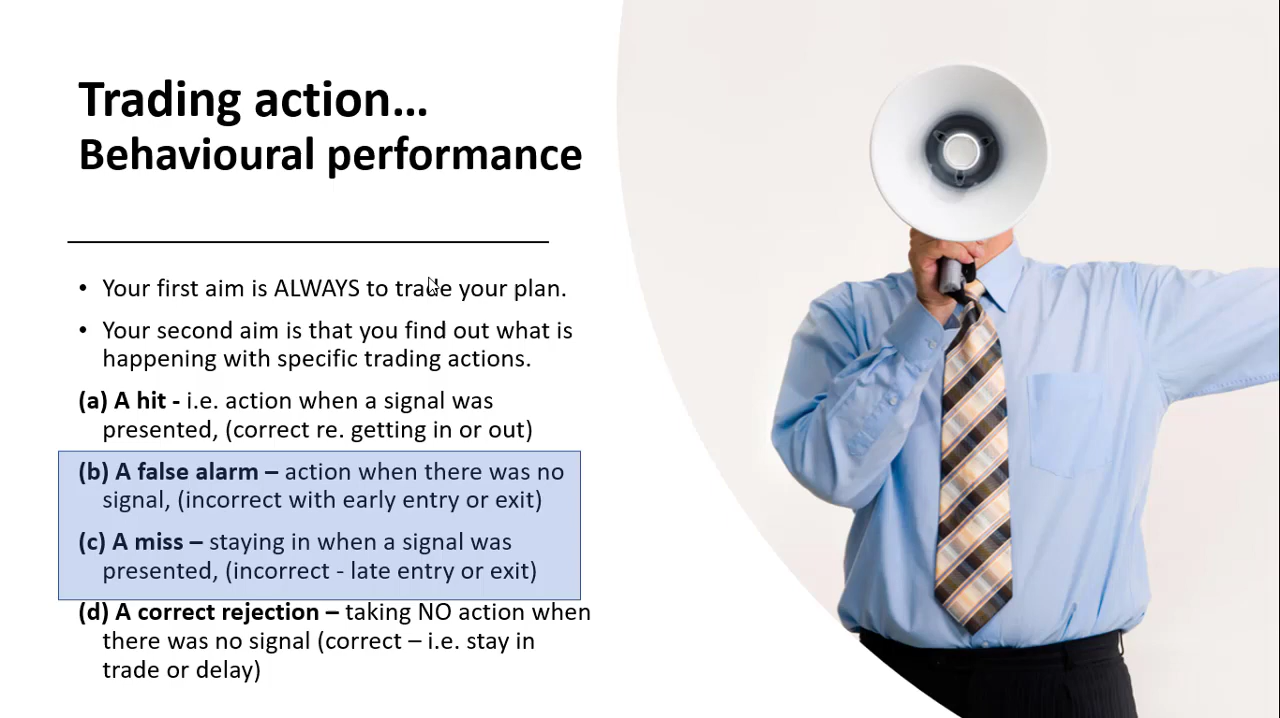 Trading action...
Behavioural performance
• Your first aim is ALWAYS to trade your plan.
• Your second aim is that you find out what is
happening with specific trading actions.
(a) A hit - i.e. action when a signal was
presented, (correct re. getting in or out)
(b) A false alarm – action when there was no
signal, (incorrect with early entry or exit)
(c) A miss – staying in when a signal was
presented, (incorrect - late entry or exit)
(d) A correct rejection – taking NO action when
there was no signal (correct – i.e. stay in
trade or delay)